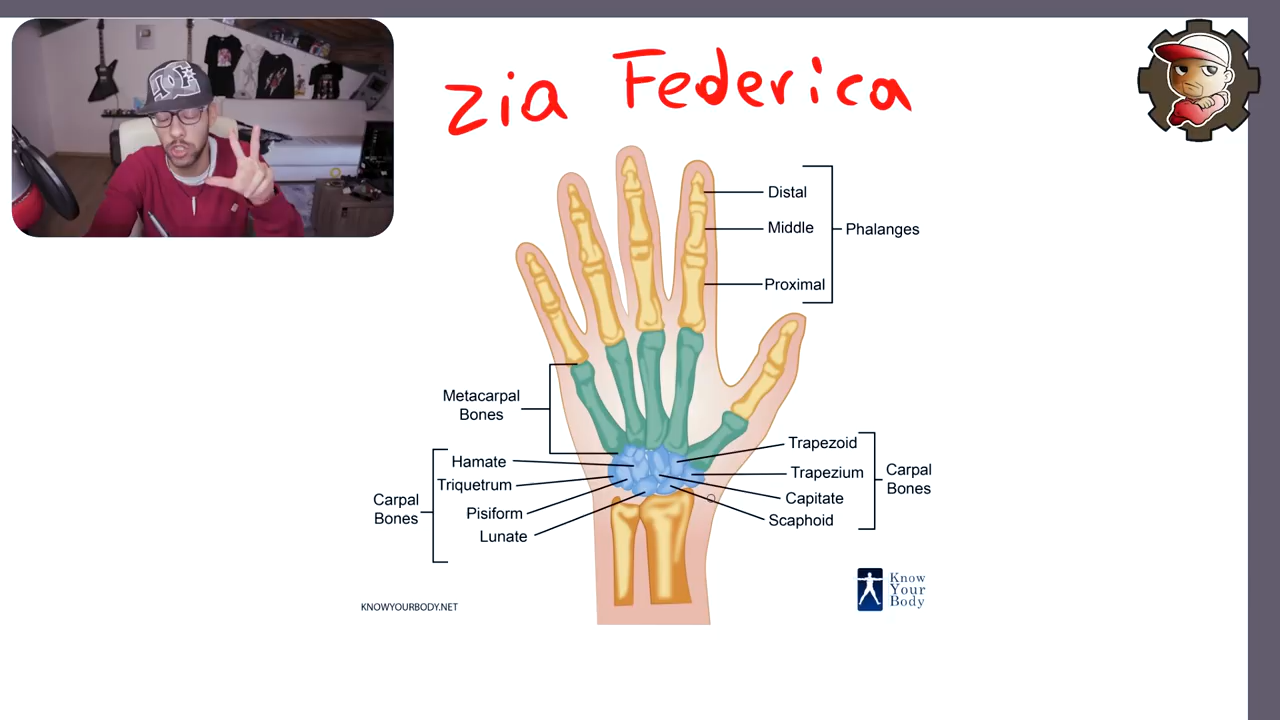 zia Federica
Distal
Middle
Phalanges
Proximal
Metacarpal
Bones
Hamate
Triquetrum
Pisiform
Lunate
Carpal
Bones
Trapezoid
Trapezium
Capitate
Scaphoid
Carpal
Bones
KNOWYOURBODY.NET
Know
Your
Body